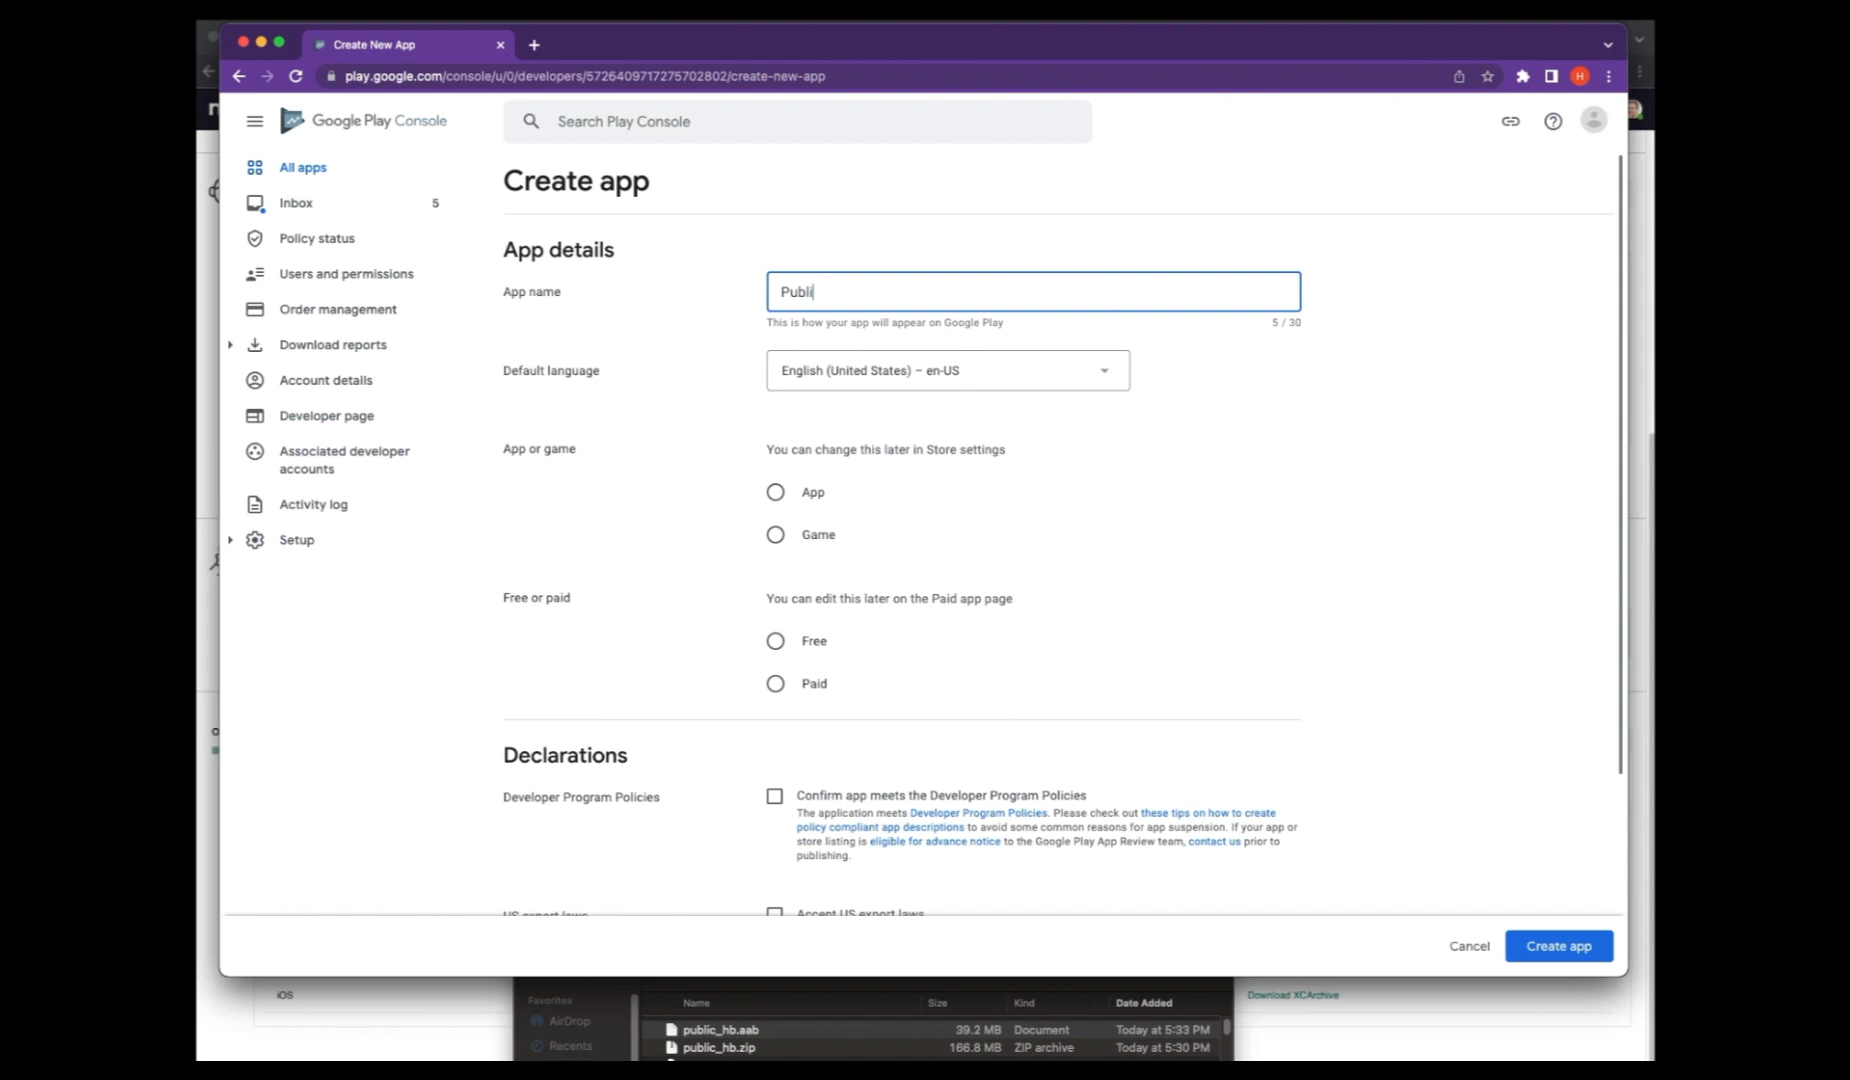 Create New App
play.google.com/console/u/0/developers/5726409717275702802/create-new-app
H
Google Play Console
Search Play Console
All apps
Inbox 5
Policy status
Users and permissions
Order management
Download reports
Account details
Developer page
Associated developer
accounts
Activity log
Setup
Create app
App details
App name
Publi
This is how your app will appear on Google Play 5 / 30
Default language
English (United States) – en-US
App or game
You can change this later in Store settings
App
Game
Free or paid
You can edit this later on the Paid app page
Free
Paid
Declarations
Developer Program Policies
Confirm app meets the Developer Program Policies
The application meets Developer Program Policies. Please check out these tips on how to create
policy compliant app descriptions to avoid some common reasons for app suspension. If your app or
store listing is eligible for advance notice to the Google Play App Review team, contact us prior to
publishing.
US export laws
Accept US export laws
Cancel
Create app
iOS
Download XCArchive
Favorites
AirDrop
Recents
Name Size Kind Date Added
public_hb.aab 39.2 MB Document Today at 5:33 PM
public_hb.zip 166.8 MB ZIP archive Today at 5:30 PM